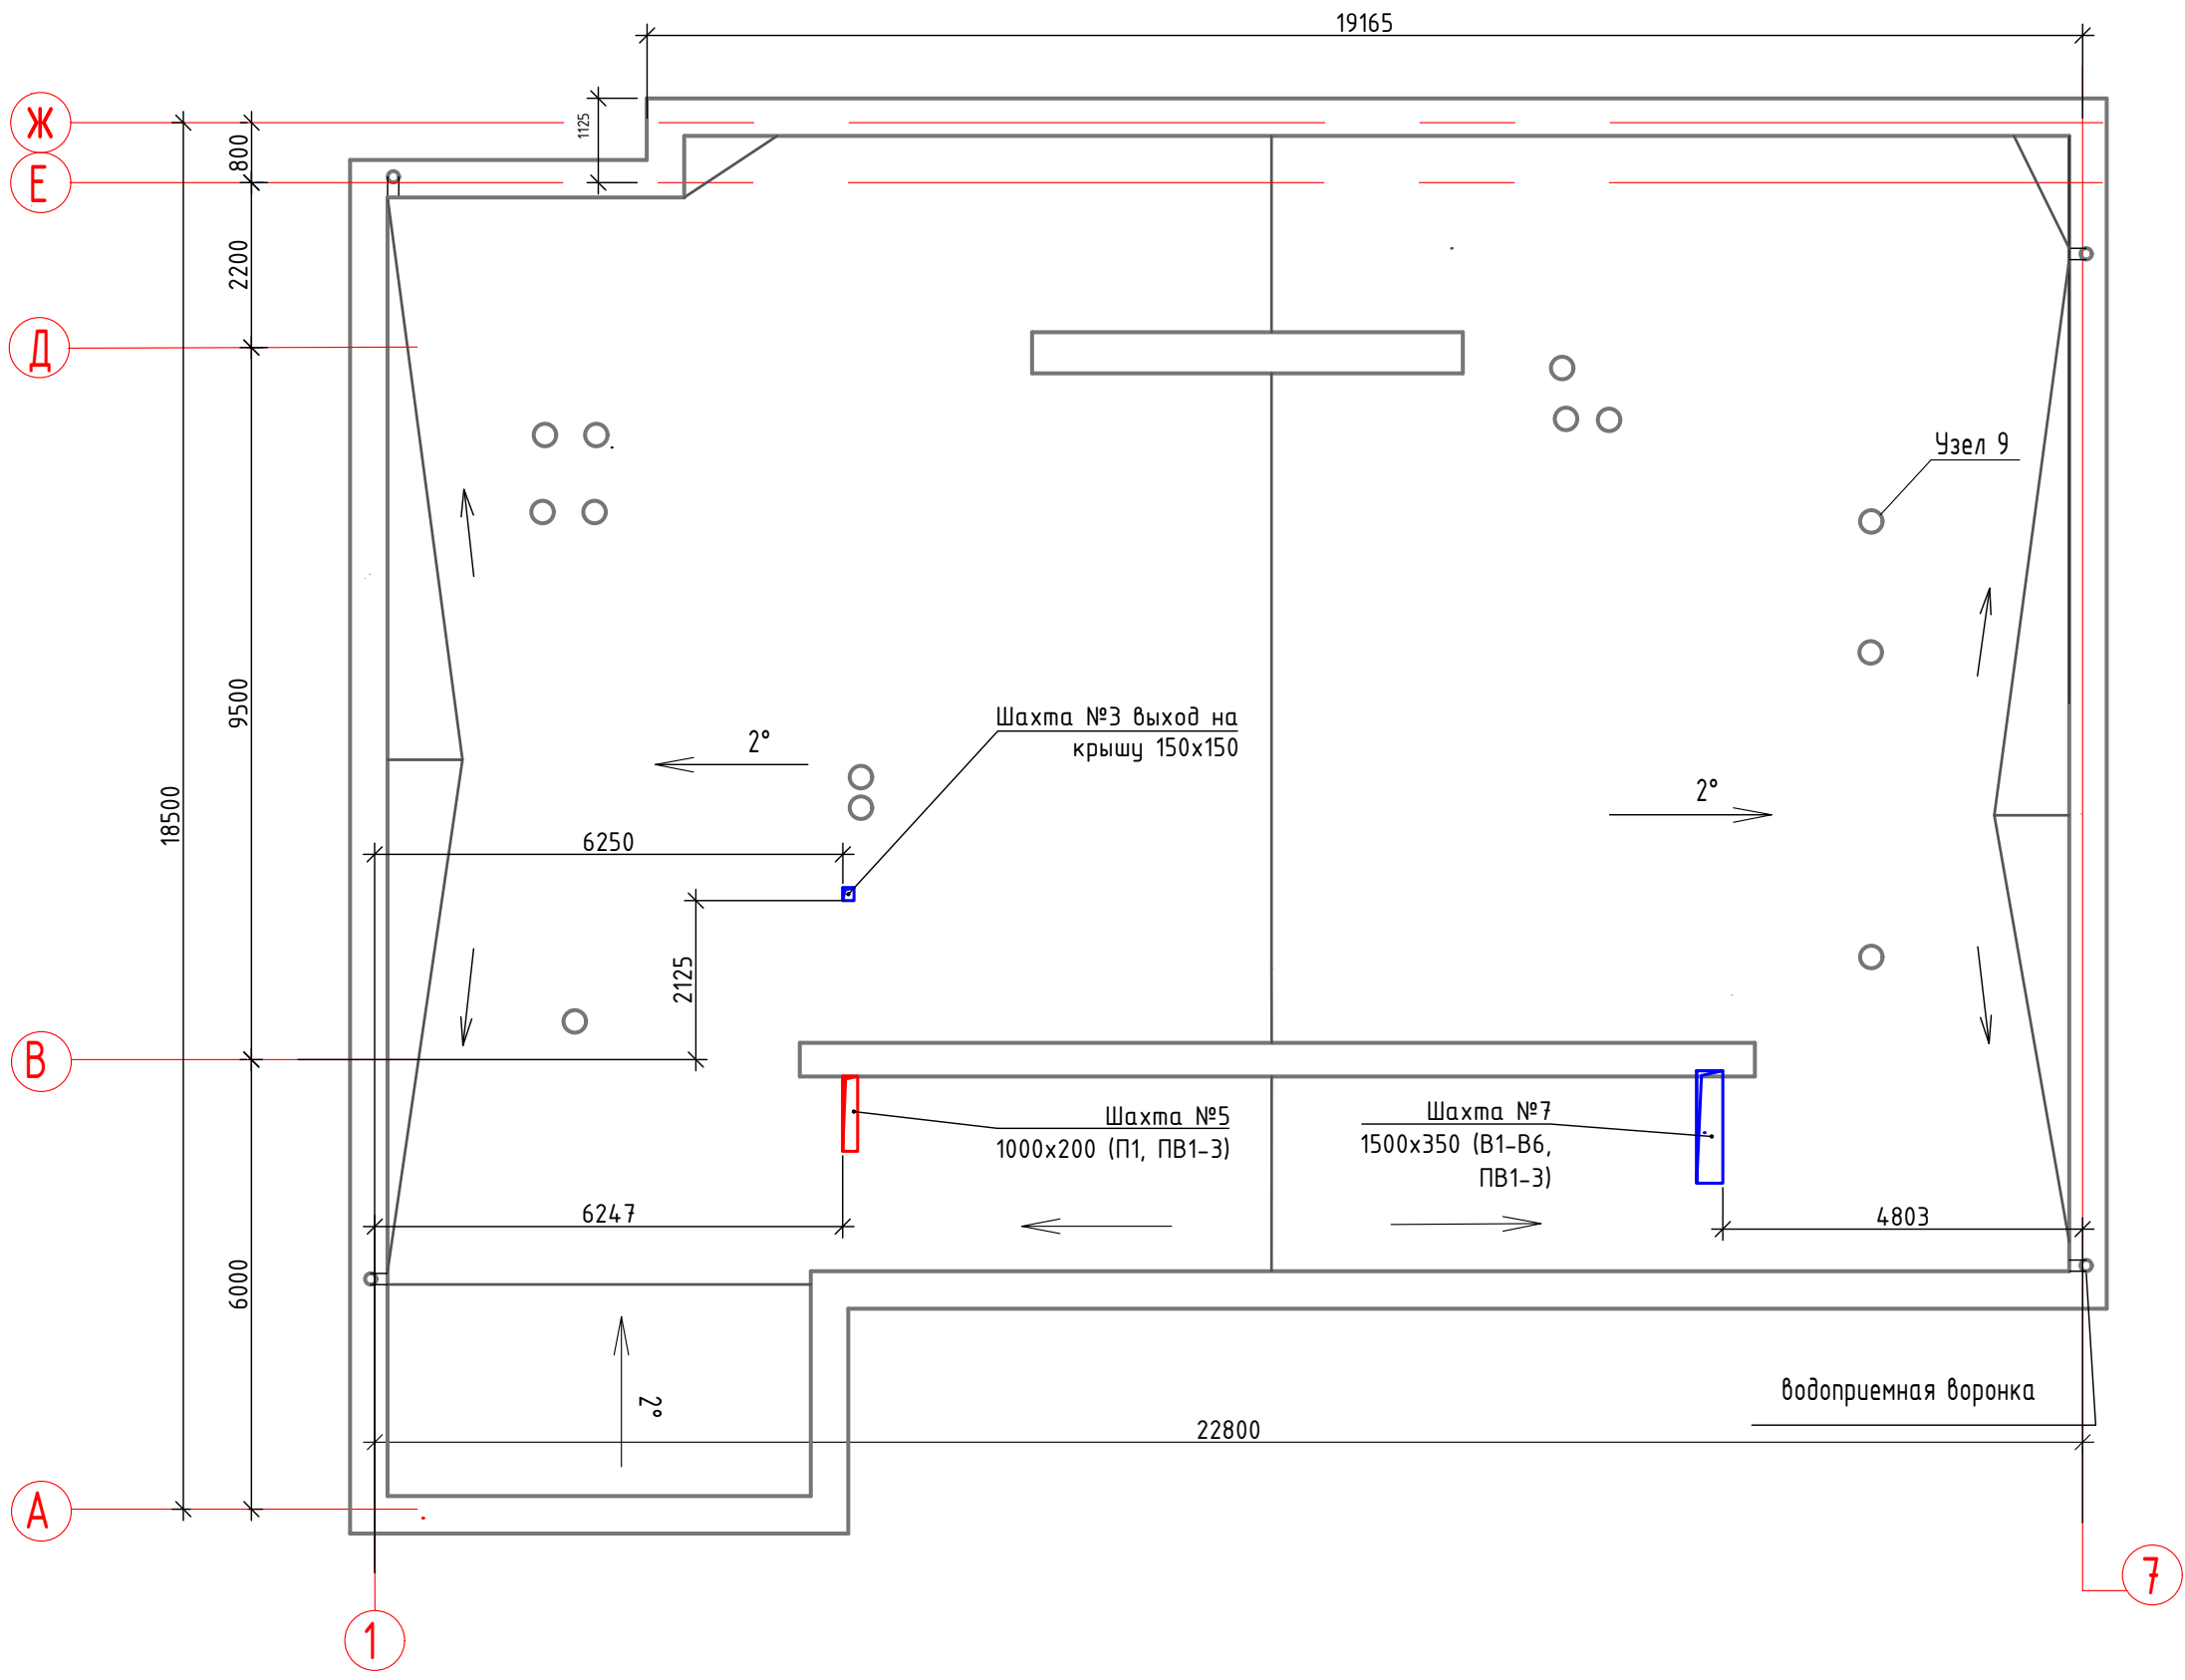 19165
Ж
1125
800
Е
2200
Д
Узел 9
9500
Шахта №3 выход на
крышу 150х150
2°
2°
18500
6250
2125
В
Шахта №5
1000х200 (П1, ПВ1-3)
Шахта №7
1500х350 (В1-В6,
ПВ1-3)
6247
4803
6000
2°
водоприемная воронка
22800
А
7
1